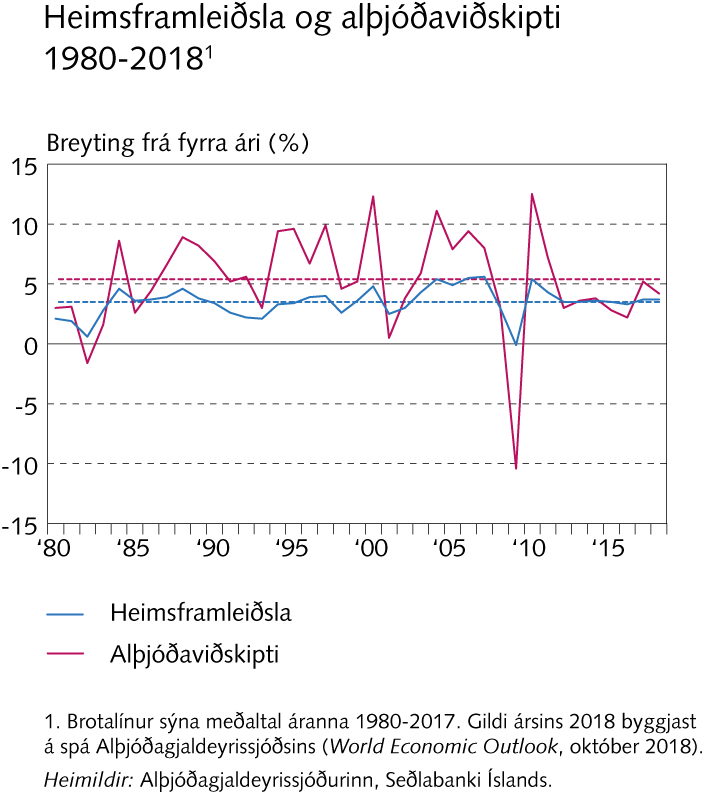 Heimsframleiðsla og alþjóðaviðskipti
1980-2018¹
Breyting frá fyrra ári (%)
15
10
5
0
-5
-10
-15
‘80 ‘85 ‘90 ‘95 ‘00 ‘05 ‘10 ‘15
Heimsframleiðsla
Alþjóðaviðskipti
1. Brotalínur sýna meðaltal áranna 1980-2017. Gildi ársins 2018 byggjast
á spá Alþjóðagjaldeyrissjóðsins (World Economic Outlook, október 2018).
Heimildir: Alþjóðagjaldeyrissjóðurinn, Seðlabanki Íslands.